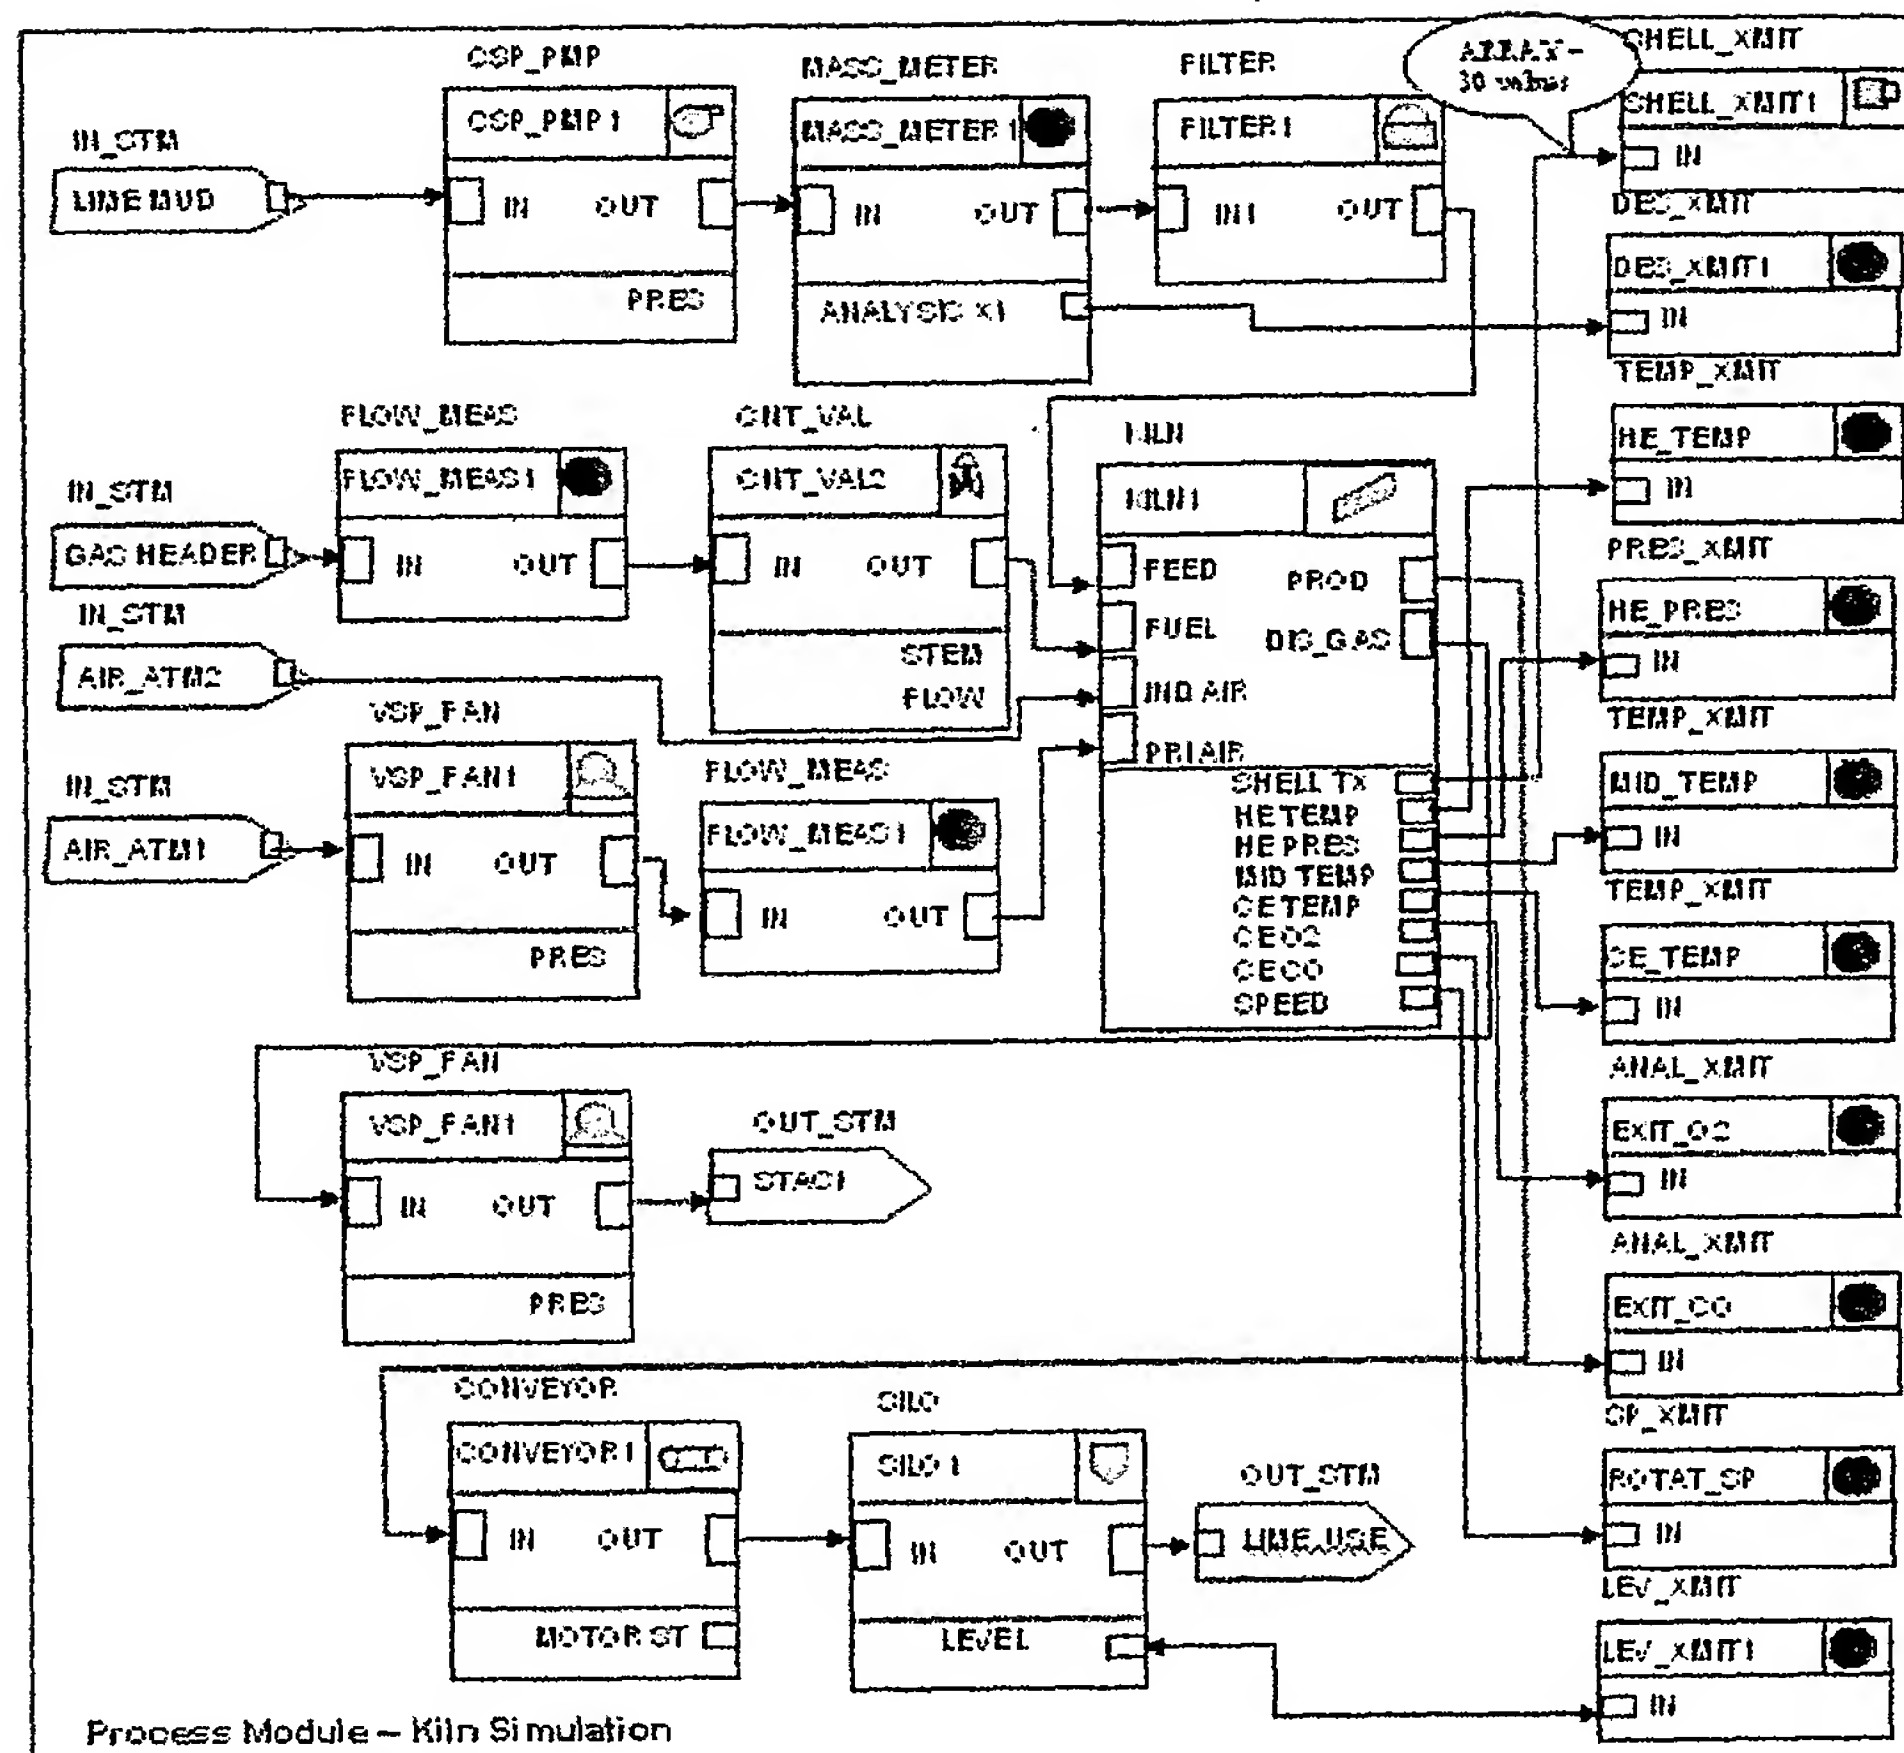 CSP_PMP
MASS_METER
FILTER
ARRAY –
30 values
SHELL_XMIT
CSP_PMP1
MASS_METER1
FILTER1
SHELL_XMIT1
IN_STM
LIME MUD
IN OUT
IN OUT
IN1 OUT
IN
DES_XMIT
DES_XMIT1
PRES
ANALYSIS X1
IN
TEMP_XMIT
FLOW_MEAS
CNT_VAL
KILN
HE_TEMP
IN_STM
FLOW_MEAS1
CNT_VAL2
KILN1
IN
GAS HEADER
IN OUT
IN OUT
FEED PROD
PRES_XMIT
IN_STM
FUEL DIS_GAS
HE_PRES
AIR_ATM2
STEM
FLOW
IND AIR
IN
VSP_FAN
PRI AIR
TEMP_XMIT
IN_STM
VSP_FAN1
FLOW_MEAS
SHELL TX
MID_TEMP
AIR_ATM1
IN OUT
FLOW_MEAS1
HE TEMP
HE PRES
IN
MID TEMP
CE TEMP
TEMP_XMIT
IN OUT
CE O2
CE_TEMP
PRES
CE CO
SPEED
IN
VSP_FAN
ANAL_XMIT
VSP_FAN1
OUT_STM
EXIT_O2
IN OUT
STAC1
IN
ANAL_XMIT
PRES
EXIT_CO
IN
CONVEYOR
SILO
SP_XMIT
CONVEYOR1
SILO 1
OUT_STM
ROTAT_SP
IN OUT
IN OUT
LIME_USE
IN
LEV_XMIT
MOTOR ST
LEVEL
LEV_XMIT1
IN
Process Module – Kiln Simulation